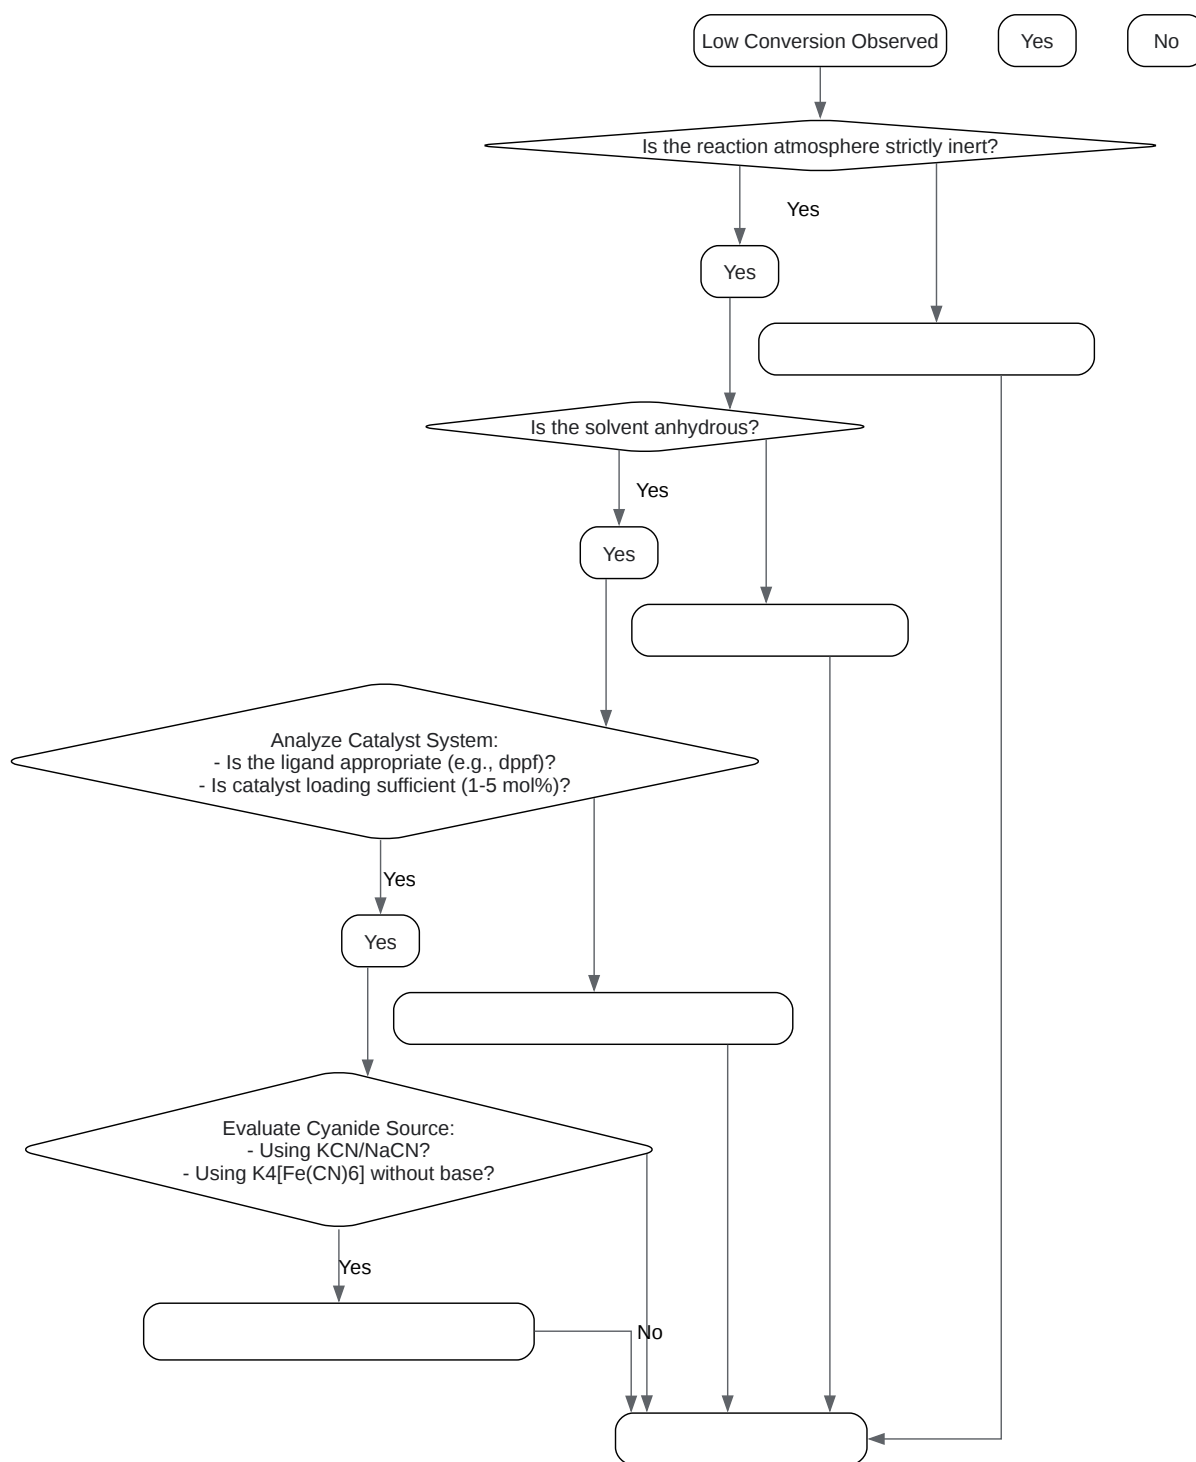 Low Conversion Observed
Yes
No
Is the reaction atmosphere strictly inert?
Yes
Yes
Is the solvent anhydrous?
Yes
Yes
Analyze Catalyst System:
- Is the ligand appropriate (e.g., dppf)?
- Is catalyst loading sufficient (1-5 mol%)?
Yes
Yes
Evaluate Cyanide Source:
- Using KCN/NaCN?
- Using K4[Fe(CN)6] without base?
Yes
No